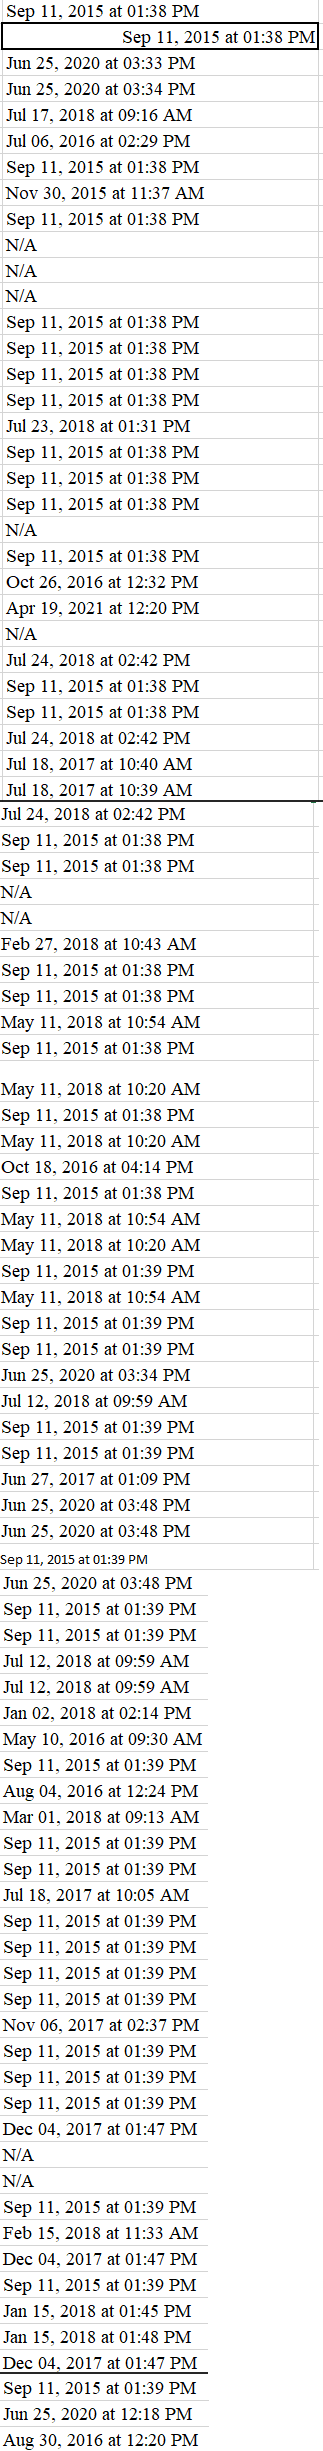 Sep 11, 2015 at 01:38 PM
Sep 11, 2015 at 01:38 PM
Jun 25, 2020 at 03:33 PM
Jun 25, 2020 at 03:34 PM
Jul 17, 2018 at 09:16 AM
Jul 06, 2016 at 02:29 PM
Sep 11, 2015 at 01:38 PM
Nov 30, 2015 at 11:37 AM
Sep 11, 2015 at 01:38 PM
N/A
N/A
N/A
Sep 11, 2015 at 01:38 PM
Sep 11, 2015 at 01:38 PM
Sep 11, 2015 at 01:38 PM
Sep 11, 2015 at 01:38 PM
Jul 23, 2018 at 01:31 PM
Sep 11, 2015 at 01:38 PM
Sep 11, 2015 at 01:38 PM
Sep 11, 2015 at 01:38 PM
N/A
Sep 11, 2015 at 01:38 PM
Oct 26, 2016 at 12:32 PM
Apr 19, 2021 at 12:20 PM
N/A
Jul 24, 2018 at 02:42 PM
Sep 11, 2015 at 01:38 PM
Sep 11, 2015 at 01:38 PM
Jul 24, 2018 at 02:42 PM
Jul 18, 2017 at 10:40 AM
Jul 18, 2017 at 10:39 AM
Jul 24, 2018 at 02:42 PM
Sep 11, 2015 at 01:38 PM
Sep 11, 2015 at 01:38 PM
N/A
N/A
Feb 27, 2018 at 10:43 AM
Sep 11, 2015 at 01:38 PM
Sep 11, 2015 at 01:38 PM
May 11, 2018 at 10:54 AM
Sep 11, 2015 at 01:38 PM
May 11, 2018 at 10:20 AM
Sep 11, 2015 at 01:38 PM
May 11, 2018 at 10:20 AM
Oct 18, 2016 at 04:14 PM
Sep 11, 2015 at 01:38 PM
May 11, 2018 at 10:54 AM
May 11, 2018 at 10:20 AM
Sep 11, 2015 at 01:39 PM
May 11, 2018 at 10:54 AM
Sep 11, 2015 at 01:39 PM
Sep 11, 2015 at 01:39 PM
Jun 25, 2020 at 03:34 PM
Jul 12, 2018 at 09:59 AM
Sep 11, 2015 at 01:39 PM
Sep 11, 2015 at 01:39 PM
Jun 27, 2017 at 01:09 PM
Jun 25, 2020 at 03:48 PM
Jun 25, 2020 at 03:48 PM
Sep 11, 2015 at 01:39 PM
Jun 25, 2020 at 03:48 PM
Sep 11, 2015 at 01:39 PM
Sep 11, 2015 at 01:39 PM
Jul 12, 2018 at 09:59 AM
Jul 12, 2018 at 09:59 AM
Jan 02, 2018 at 02:14 PM
May 10, 2016 at 09:30 AM
Sep 11, 2015 at 01:39 PM
Aug 04, 2016 at 12:24 PM
Mar 01, 2018 at 09:13 AM
Sep 11, 2015 at 01:39 PM
Sep 11, 2015 at 01:39 PM
Jul 18, 2017 at 10:05 AM
Sep 11, 2015 at 01:39 PM
Sep 11, 2015 at 01:39 PM
Sep 11, 2015 at 01:39 PM
Sep 11, 2015 at 01:39 PM
Nov 06, 2017 at 02:37 PM
Sep 11, 2015 at 01:39 PM
Sep 11, 2015 at 01:39 PM
Sep 11, 2015 at 01:39 PM
Dec 04, 2017 at 01:47 PM
N/A
N/A
Sep 11, 2015 at 01:39 PM
Feb 15, 2018 at 11:33 AM
Dec 04, 2017 at 01:47 PM
Sep 11, 2015 at 01:39 PM
Jan 15, 2018 at 01:45 PM
Jan 15, 2018 at 01:48 PM
Dec 04, 2017 at 01:47 PM
Sep 11, 2015 at 01:39 PM
Jun 25, 2020 at 12:18 PM
Aug 30, 2016 at 12:20 PM